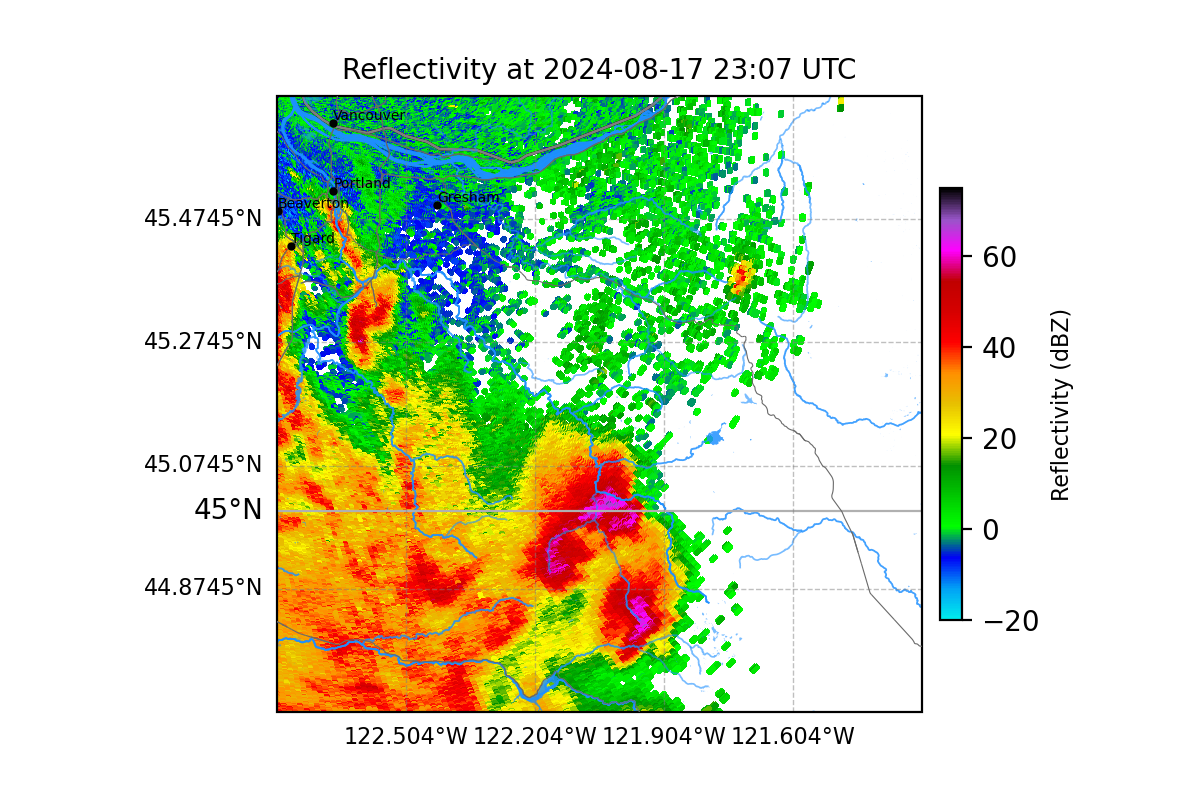 Reflectivity at 2024-08-17 23:07 UTC
Vancouver
Portland
Gresham
Beaverton
Tigard
45.4745°N
45.2745°N
45.0745°N
45°N
44.8745°N
122.504°W 122.204°W 121.904°W 121.604°W
60
40
20
0
−20
Reflectivity (dBZ)